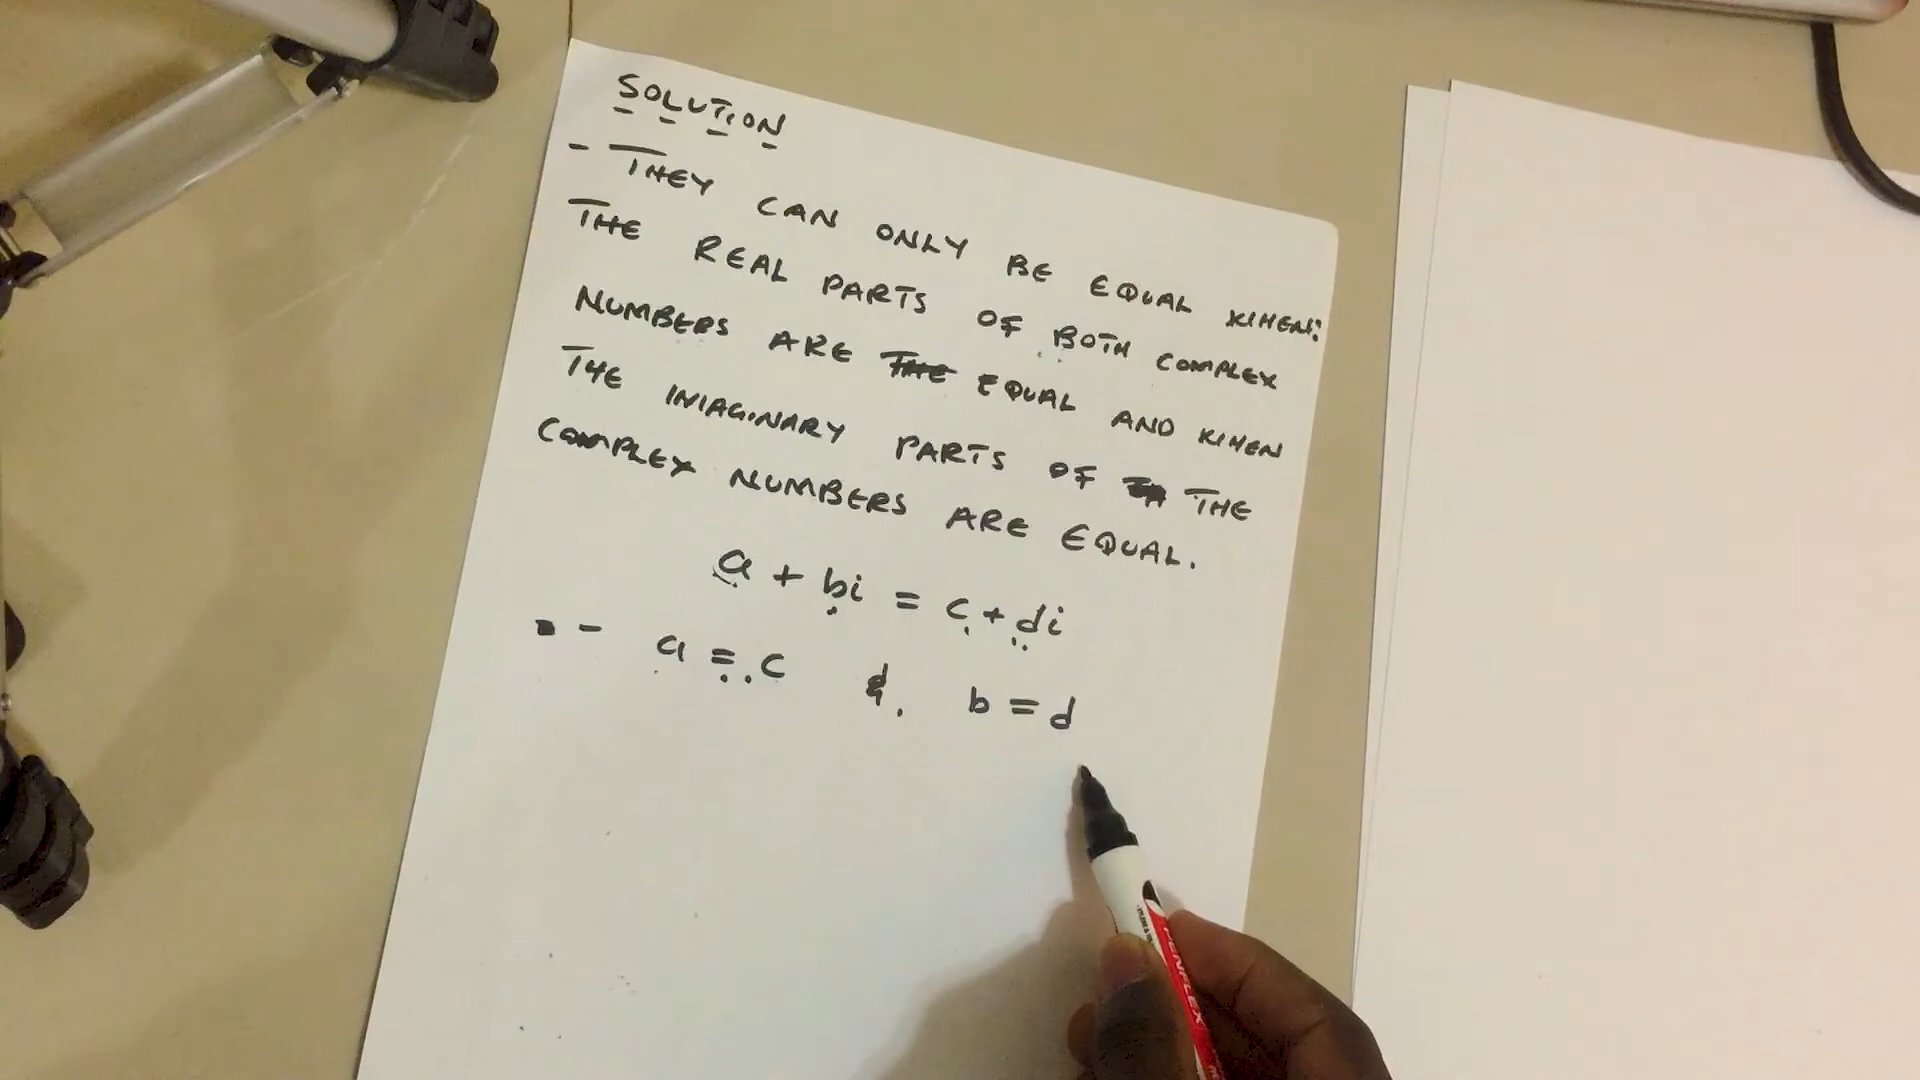 SOLUTION
- THEY CAN ONLY BE EQUAL WHEN:
THE REAL PARTS OF BOTH COMPLEX
NUMBERS ARE THE EQUAL AND WHEN
THE IMAGINARY PARTS OF THE
COMPLEX NUMBERS ARE EQUAL.
a + bi = c + di
- a = c & b = d
PENFLEX